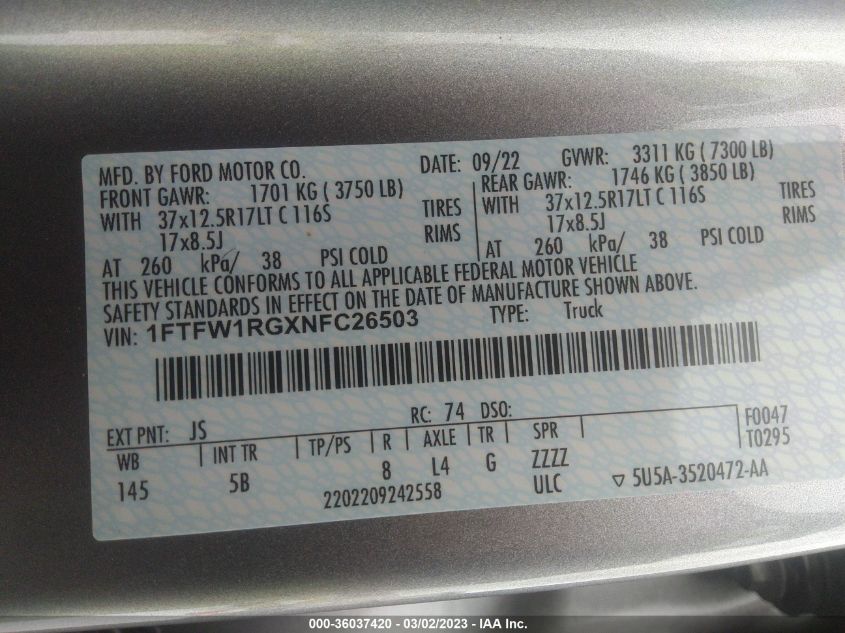 MFD. BY FORD MOTOR CO. DATE: 09/22 GVWR: 3311 KG ( 7300 LB)
FRONT GAWR: 1701 KG ( 3750 LB) REAR GAWR: 1746 KG ( 3850 LB)
WITH 37x12.5R17LT C 116S TIRES WITH 37x12.5R17LT C 116S TIRES
17x8.5J RIMS 17x8.5J RIMS
AT 260 kPa/ 38 PSI COLD AT 260 kPa/ 38 PSI COLD
THIS VEHICLE CONFORMS TO ALL APPLICABLE FEDERAL MOTOR VEHICLE
SAFETY STANDARDS IN EFFECT ON THE DATE OF MANUFACTURE SHOWN ABOVE.
VIN: 1FTFW1RGXNFC26503 TYPE: Truck
EXT PNT: JS RC: 74 DSO: F0047
WB INT TR TP/PS R AXLE TR SPR T0295
145 5B 8 L4 G ZZZZ
2202209242558 ULC ▽ 5U5A-3520472-AA
000-36037420 - 03/02/2023 - IAA Inc.